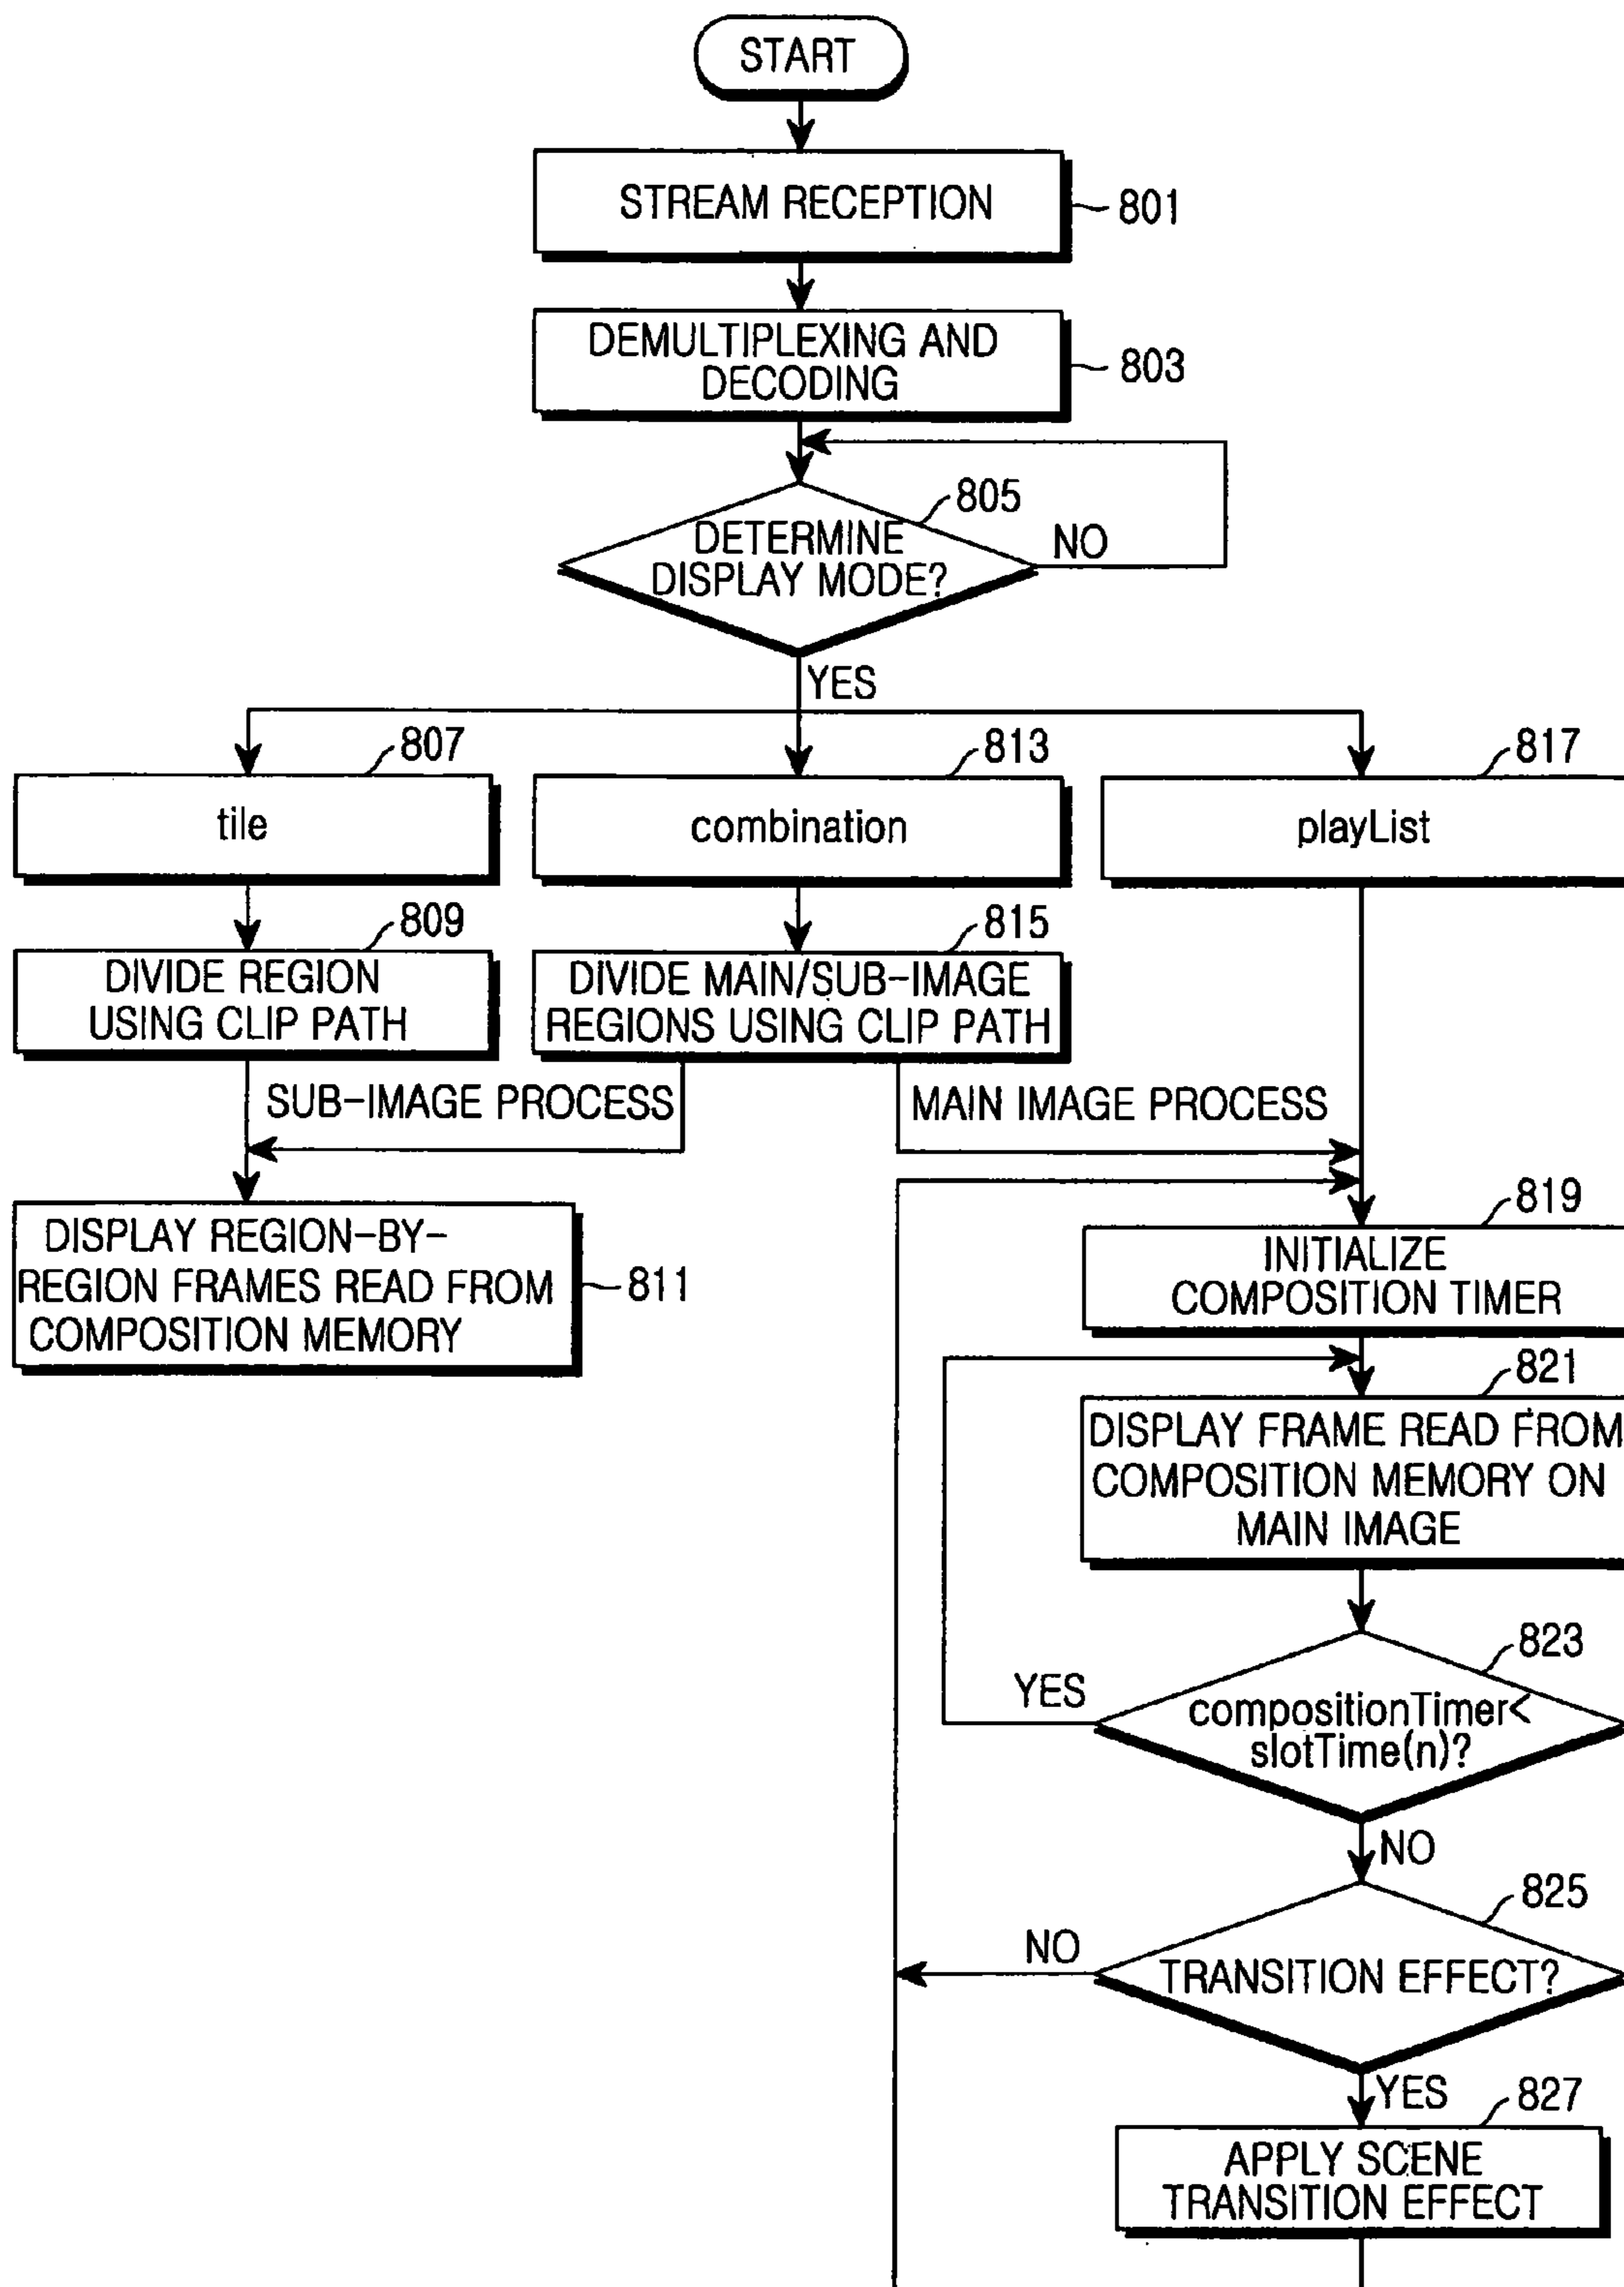 START
STREAM RECEPTION
801
DEMULTIPLEXING AND
DECODING
803
805
DETERMINE
DISPLAY MODE?
NO
YES
807
813
817
tile
combination
playList
809
815
DIVIDE REGION
USING CLIP PATH
DIVIDE MAIN/SUB-IMAGE
REGIONS USING CLIP PATH
SUB-IMAGE PROCESS
MAIN IMAGE PROCESS
DISPLAY REGION-BY-
REGION FRAMES READ FROM
COMPOSITION MEMORY
811
819
INITIALIZE
COMPOSITION TIMER
821
DISPLAY FRAME READ FROM
COMPOSITION MEMORY ON
MAIN IMAGE
823
YES
compositionTimer<
slotTime(n)?
NO
825
NO
TRANSITION EFFECT?
YES
827
APPLY SCENE
TRANSITION EFFECT